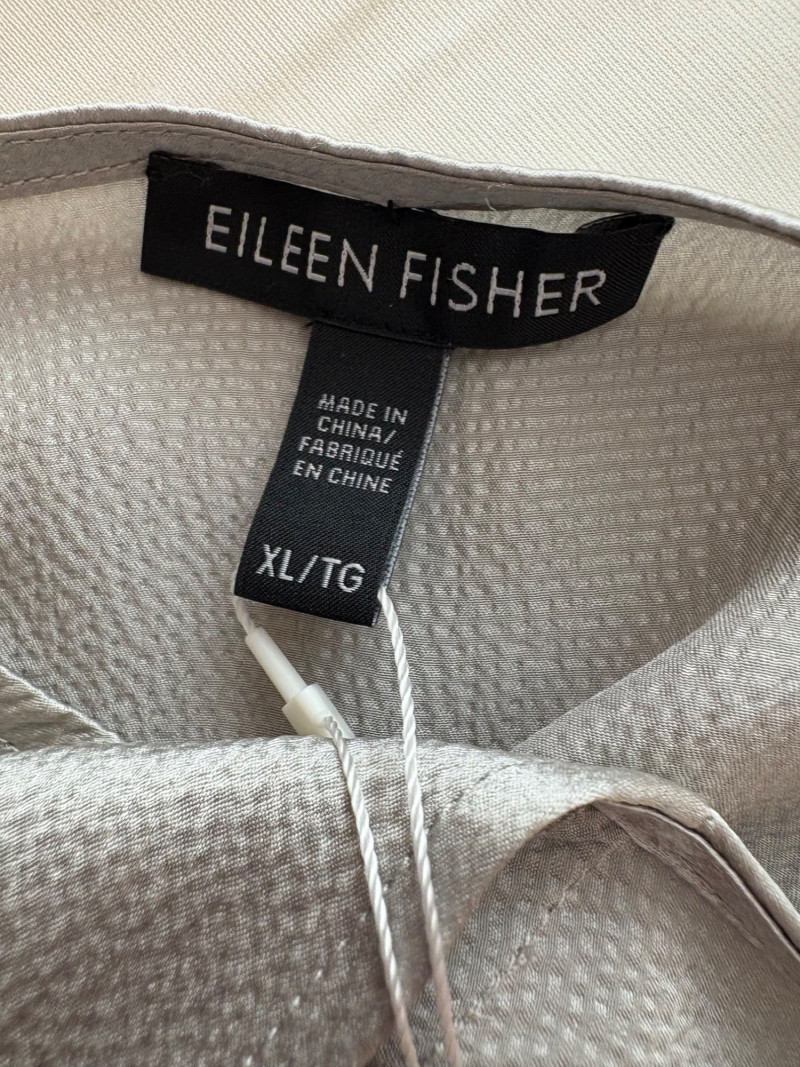 EILEEN FISHER
MADE IN
CHINA/
FABRIQUÉ
EN CHINE
XL/TG